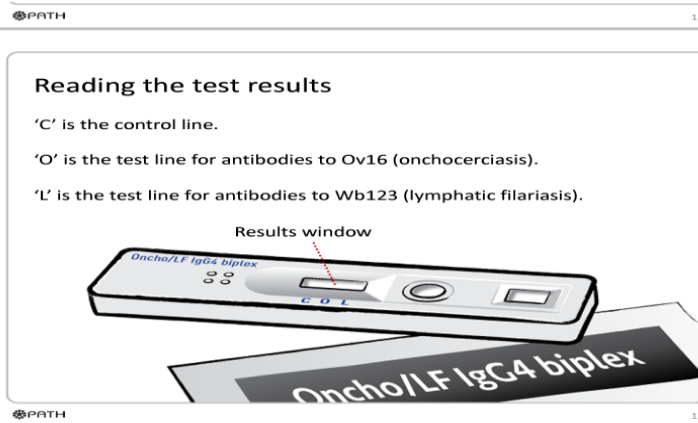 PATH
1
Reading the test results
‘C’ is the control line.
‘O’ is the test line for antibodies to Ov16 (onchocerciasis).
‘L’ is the test line for antibodies to Wb123 (lymphatic filariasis).
Results window
Oncho/LF IgG4 biplex
C O L
Oncho/LF IgG4 biplex
PATH
1